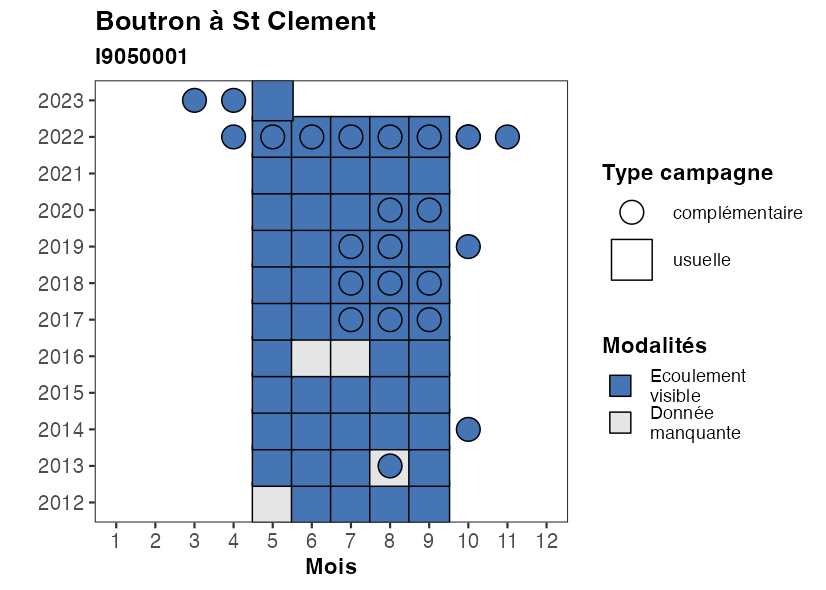 Boutron à St Clement
I9050001
2023
2022
2021
2020
2019
2018
2017
2016
2015
2014
2013
2012
1 2 3 4 5 6 7 8 9 10 11 12
Mois
Type campagne
complémentaire
usuelle
Modalités
Ecoulement
visible
Donnée
manquante